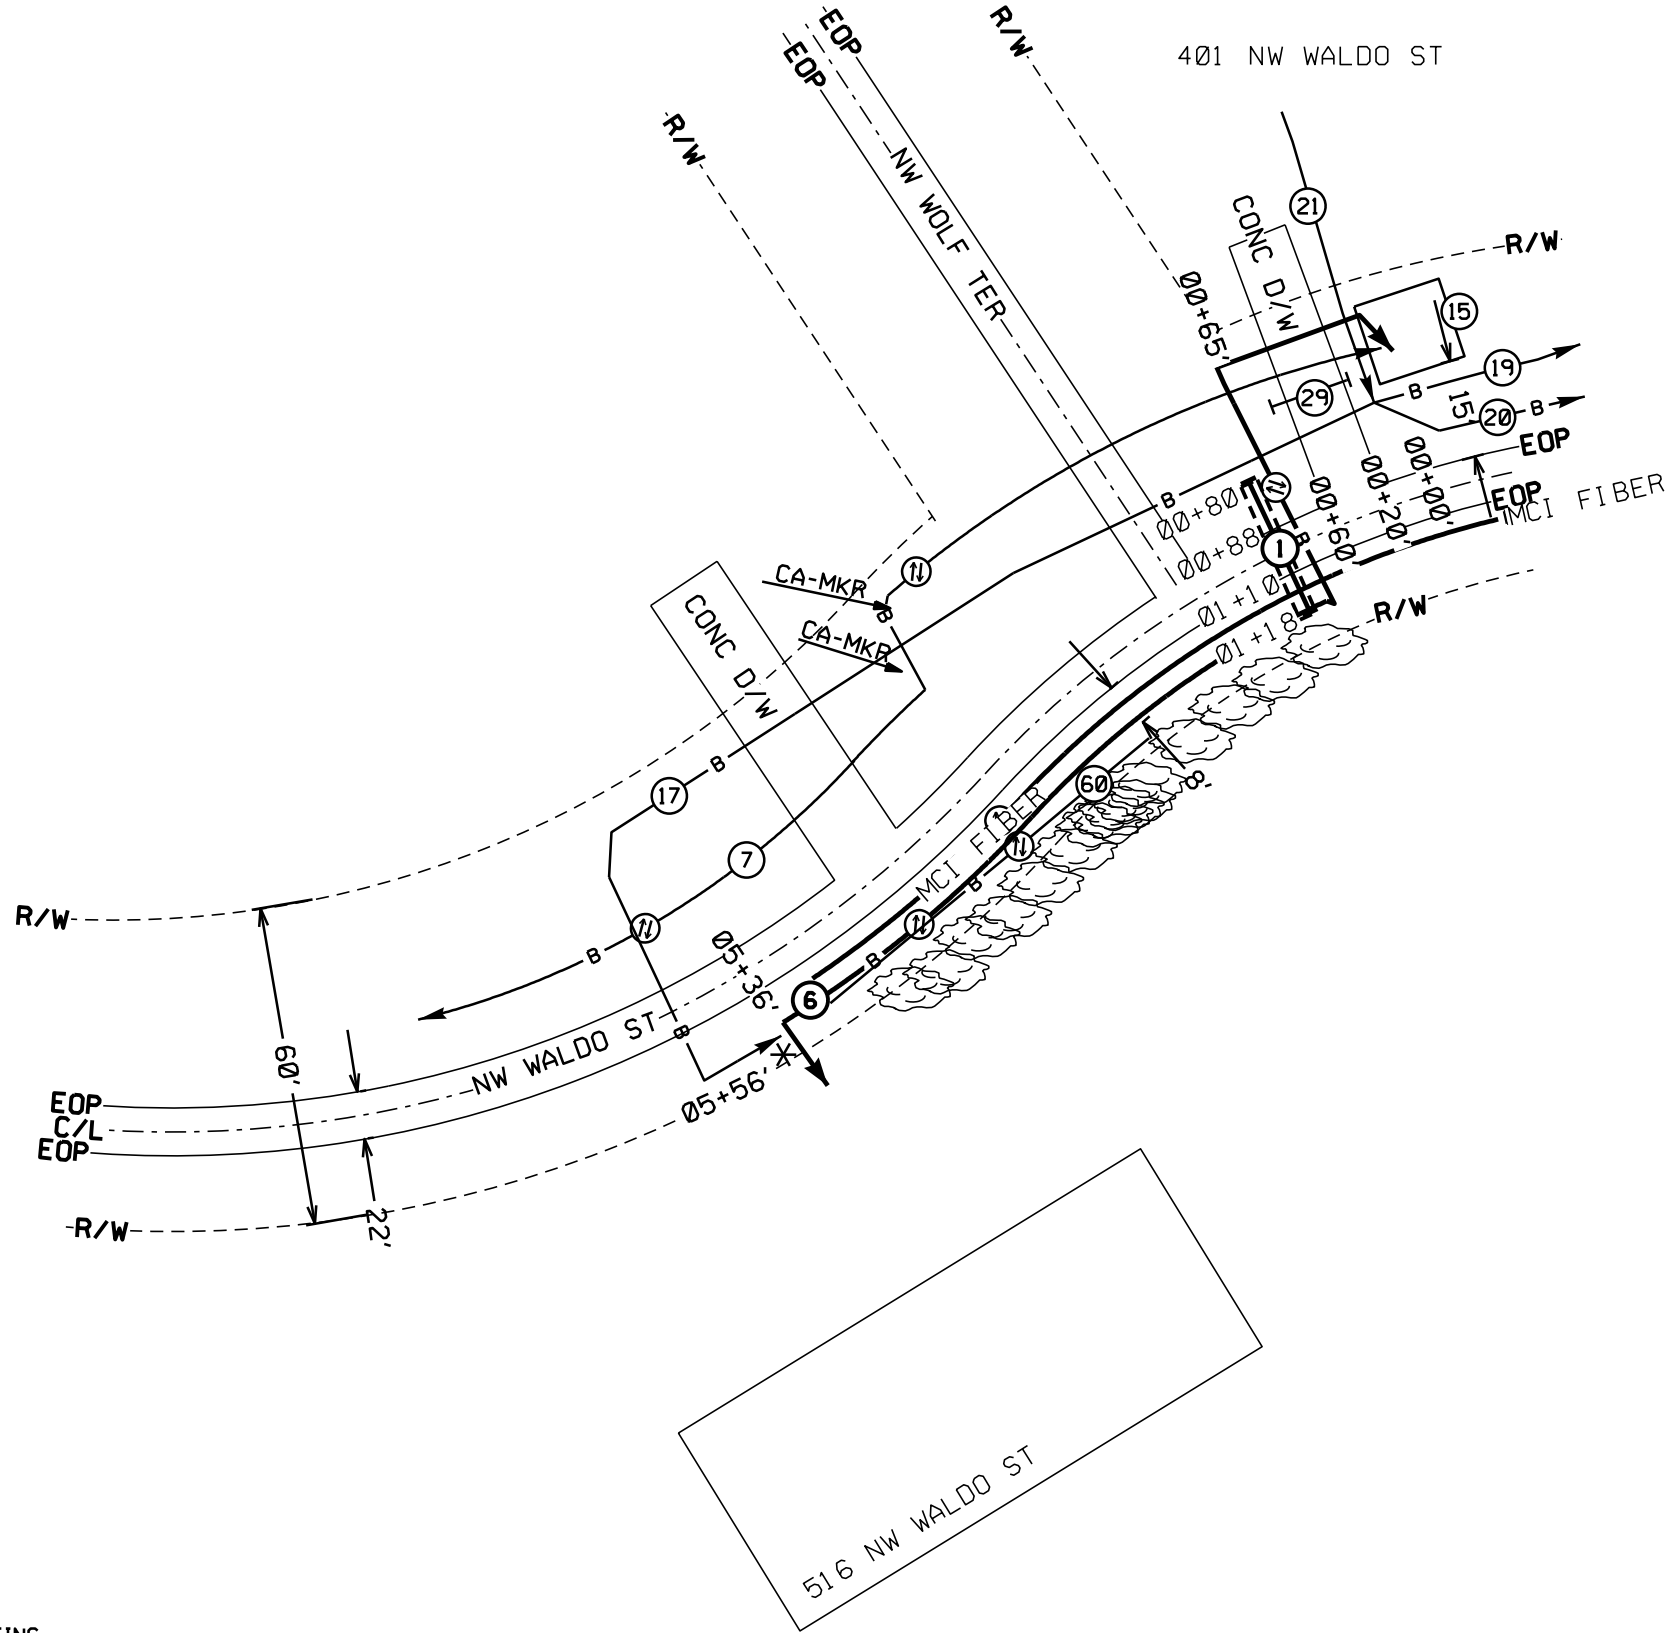 EOP
EOP
R/W
401 NW WALDO ST
R/W
NW WOLF TER
CONC D/W
21
R/W
00+65'
15
19
29
15'
20
B
B
EOP
EOP
MCI FIBER
00+00'
00+20'
00+60'
B
00+80
00+88
1
B
01+10
01+18
R/W
CA-MKR
B
CA-MKR
CONC D/W
8'
60
17
B
MCI FIBER
7
B
R/W
B
05+36'
B
6
60'
NW WALDO ST
B
05+56'
EOP
C/L
EOP
R/W
22'
516 NW WALDO ST